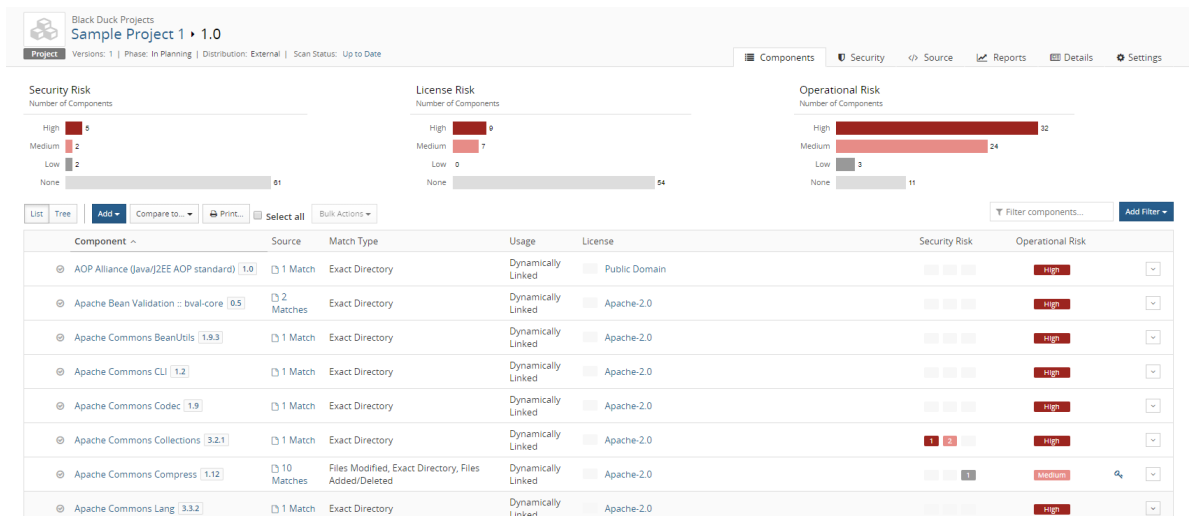 Black Duck Projects
Sample Project 1 ▸ 1.0
Project Versions: 1 | Phase: In Planning | Distribution: External | Scan Status: Up to Date
Components Security Source Reports Details Settings
Security Risk
Number of Components
High 5
Medium 2
Low 2
None 61
License Risk
Number of Components
High 9
Medium 7
Low 0
None 54
Operational Risk
Number of Components
High 32
Medium 24
Low 3
None 11
List Tree Add Compare to... Print... Select all Bulk Actions Filter components... Add Filter
Component Source Match Type Usage License Security Risk Operational Risk
AOP Alliance (Java/J2EE AOP standard) 1.0 1 Match Exact Directory Dynamically Linked Public Domain High
Apache Bean Validation :: bval-core 0.5 2 Matches Exact Directory Dynamically Linked Apache-2.0 High
Apache Commons BeanUtils 1.9.3 1 Match Exact Directory Dynamically Linked Apache-2.0 High
Apache Commons CLI 1.2 1 Match Exact Directory Dynamically Linked Apache-2.0 High
Apache Commons Codec 1.9 1 Match Exact Directory Dynamically Linked Apache-2.0 High
Apache Commons Collections 3.2.1 1 Match Exact Directory Dynamically Linked Apache-2.0 1 2 High
Apache Commons Compress 1.12 10 Matches Files Modified, Exact Directory, Files Added/Deleted Dynamically Linked Apache-2.0 1 Medium
Apache Commons Lang 3.3.2 1 Match Exact Directory Dynamically Linked Apache-2.0 High